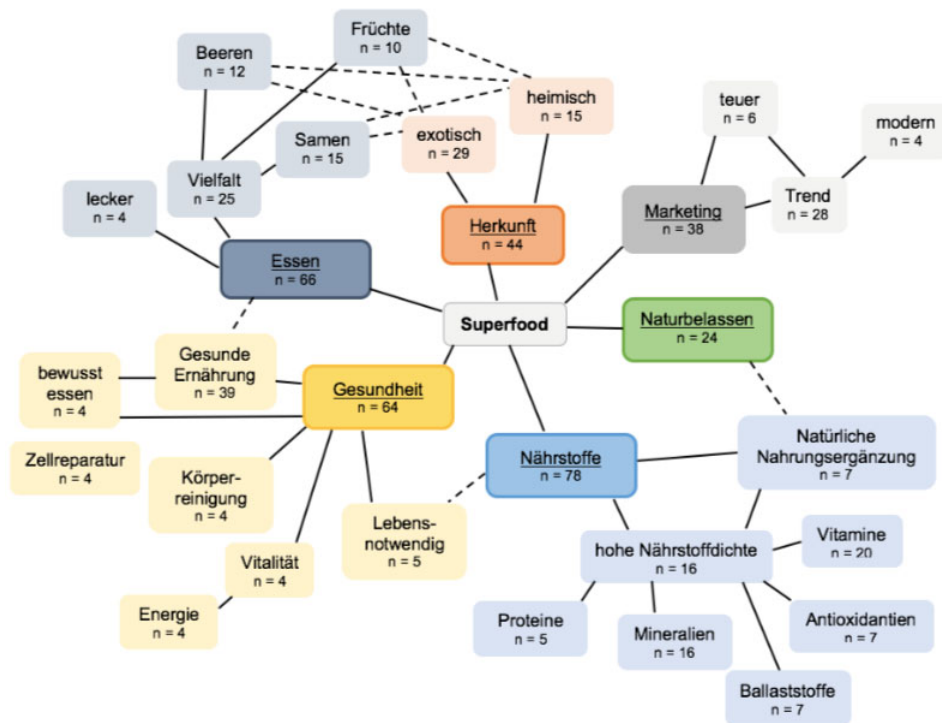 Früchte
n = 10
Beeren
n = 12
heimisch
n = 15
teuer
n = 6
modern
n = 4
Samen
n = 15
exotisch
n = 29
Vielfalt
n = 25
lecker
n = 4
Trend
n = 28
Marketing
n = 38
Herkunft
n = 44
Essen
n = 66
Superfood
Naturbelassen
n = 24
Gesunde
Ernährung
n = 39
bewusst
essen
n = 4
Gesundheit
n = 64
Natürliche
Nahrungsergänzung
n = 7
Nährstoffe
n = 78
Zellreparatur
n = 4
Körper-
reinigung
n = 4
Lebens-
notwendig
n = 5
Vitalität
n = 4
Energie
n = 4
hohe Nährstoffdichte
n = 16
Vitamine
n = 20
Proteine
n = 5
Mineralien
n = 16
Antioxidantien
n = 7
Ballaststoffe
n = 7